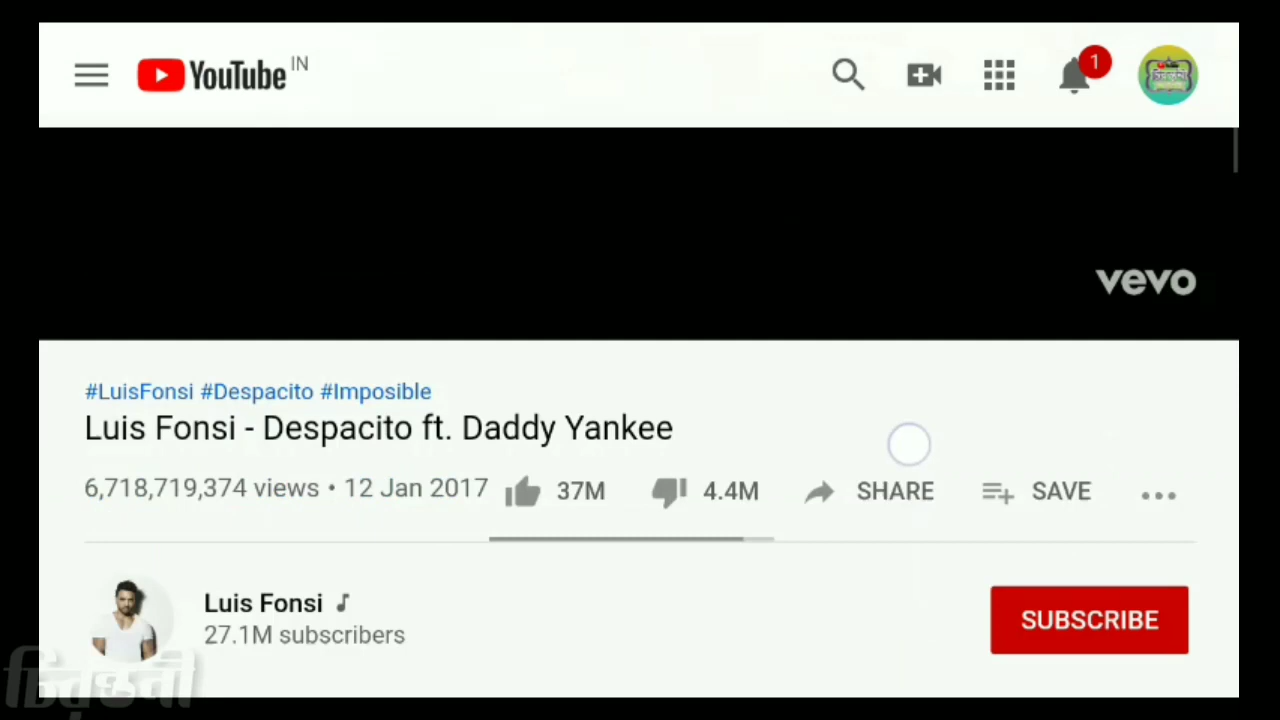 YouTube IN
1
vevo
#LuisFonsi #Despacito #Imposible
Luis Fonsi - Despacito ft. Daddy Yankee
6,718,719,374 views • 12 Jan 2017 37M 4.4M SHARE SAVE
Luis Fonsi
27.1M subscribers
SUBSCRIBE